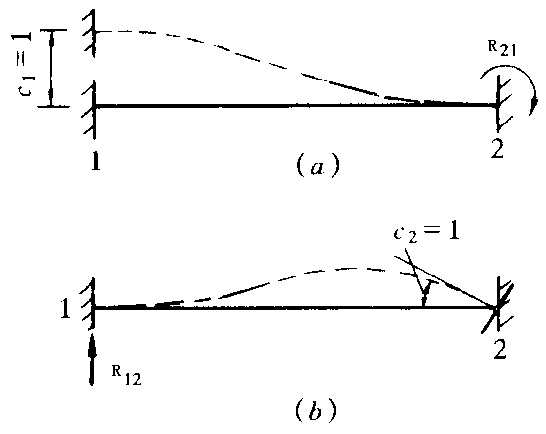 c₁ = 1
R₂₁
1
2
(a)
c₂ = 1
1
2
R₁₂
(b)